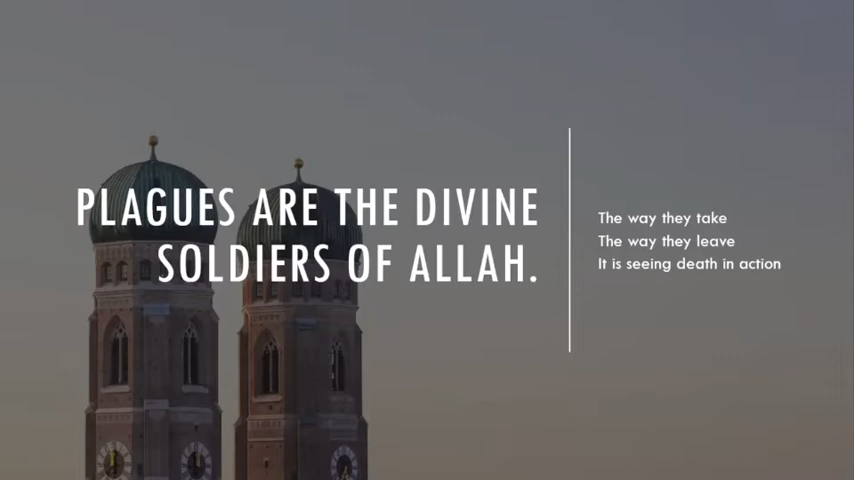 PLAGUES ARE THE DIVINE
SOLDIERS OF ALLAH.
The way they take
The way they leave
It is seeing death in action